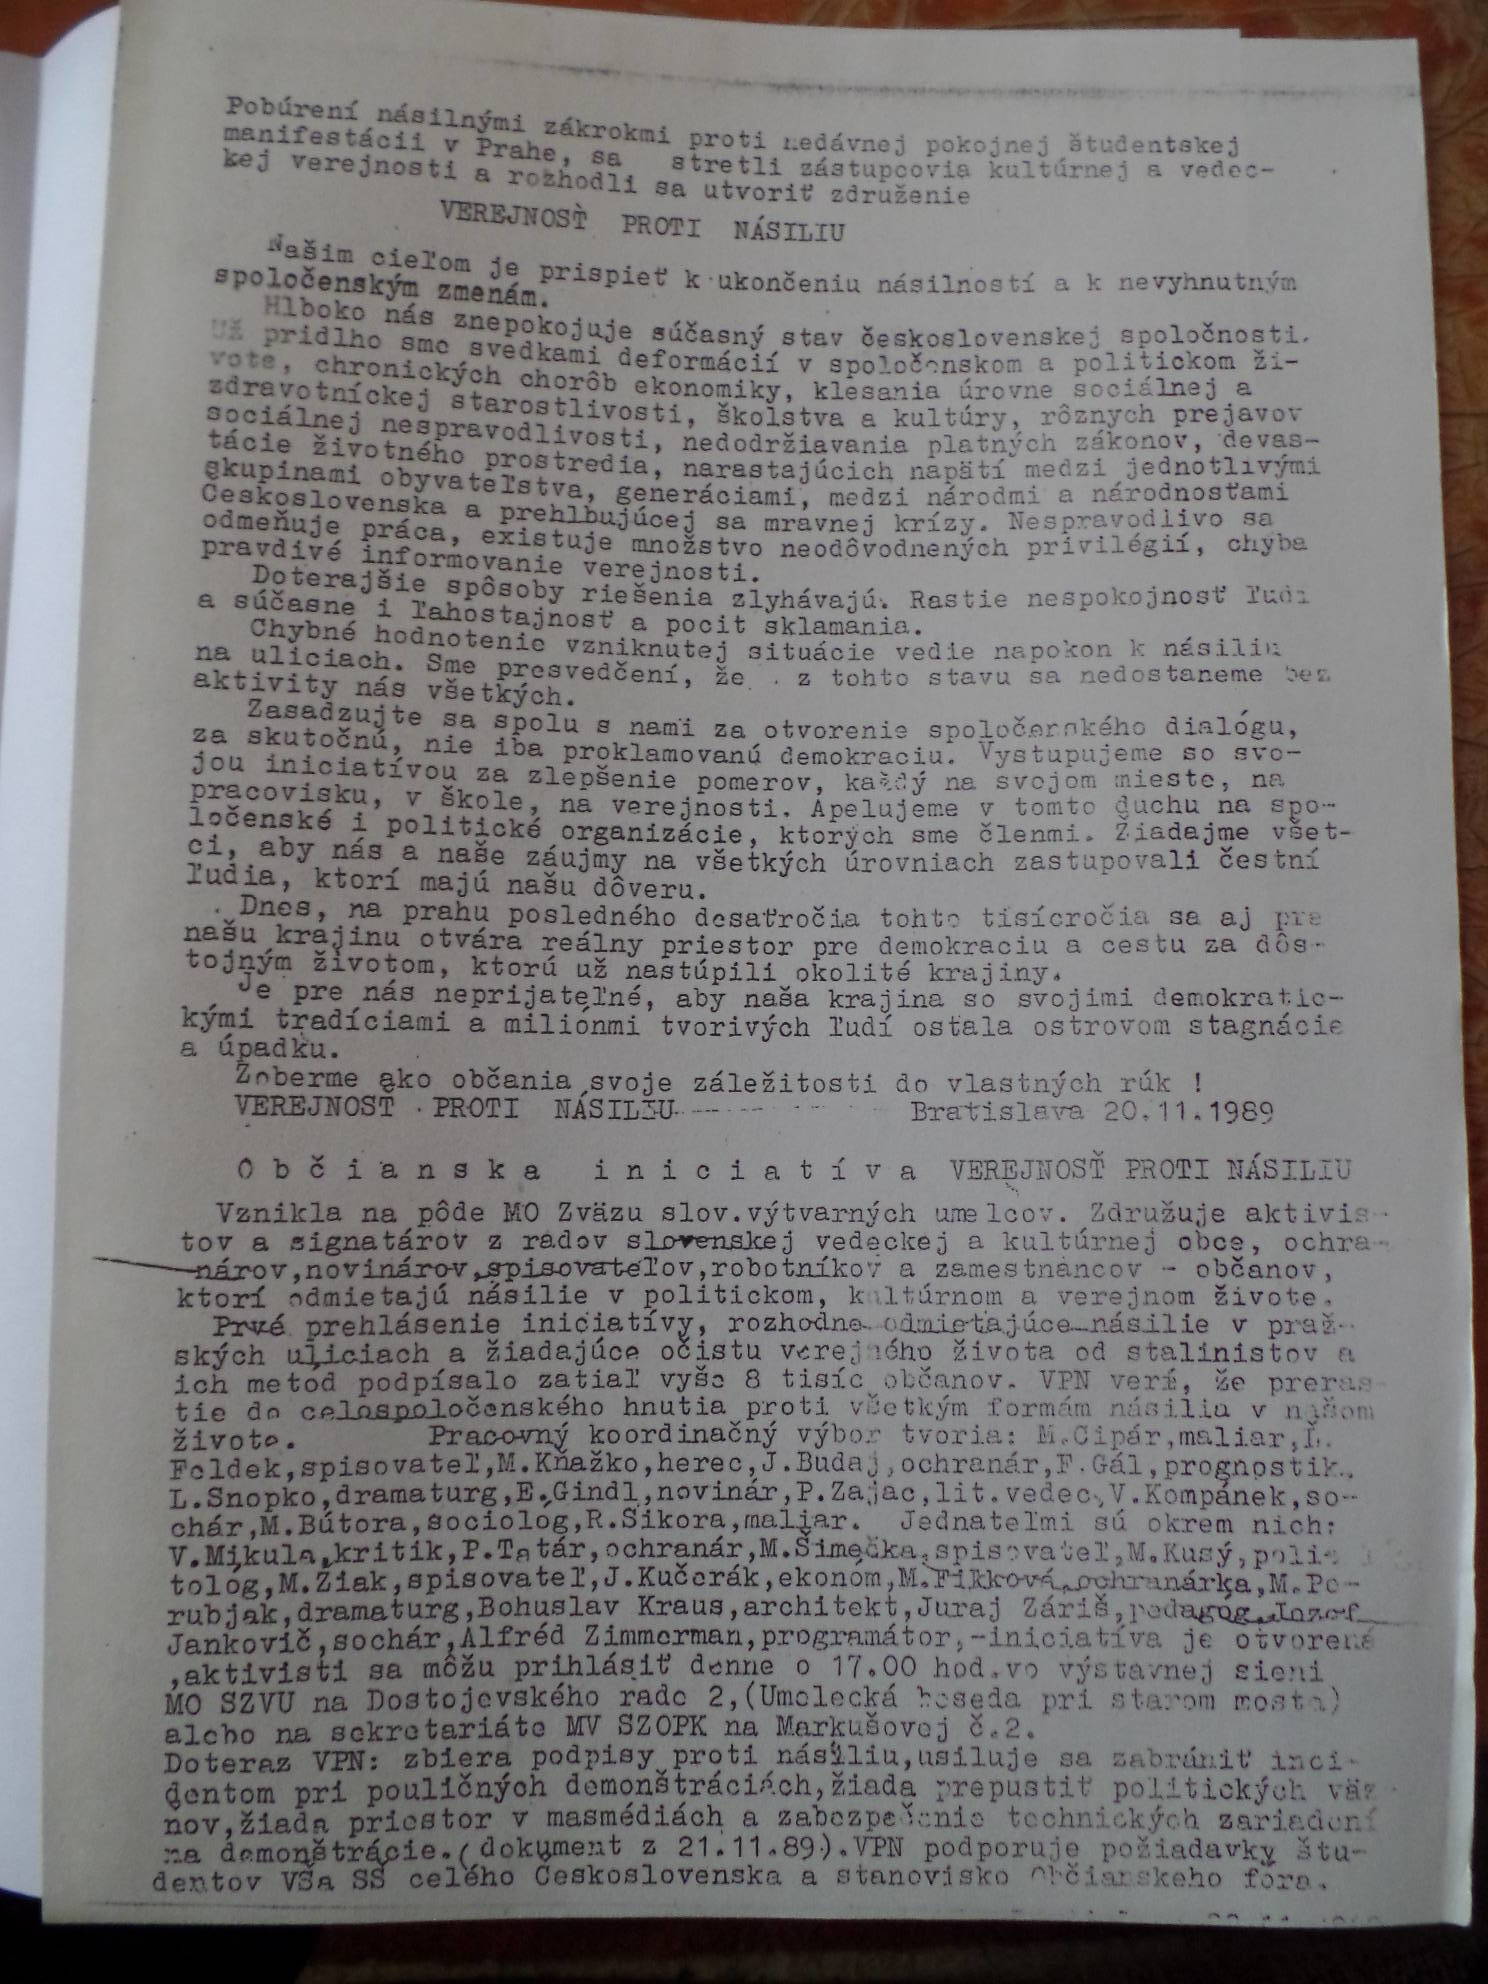 Pobúrení násilnými zákrokmi proti nedávnej pokojnej študentskej
manifestácii v Prahe, sa stretli zástupcovia kultúrnej a vedec-
kej verejnosti a rozhodli sa utvoriť združenie
VEREJNOSŤ PROTI NÁSILIU
Našim cieľom je prispieť k ukončeniu násilností a k nevyhnutným
spoločenským zmenám.
Hlboko nás znepokojuje súčasný stav československej spoločnosti.
Už pridlho sme svedkami deformácií v spoločenskom a politickom ži-
vote, chronických chorôb ekonomiky, klesania úrovne sociálnej a
zdravotníckej starostlivosti, školstva a kultúry, rôznych prejavov
sociálnej nespravodlivosti, nedodržiavania platných zákonov, devas-
tácie životného prostredia, narastajúcich napätí medzi jednotlivými
skupinami obyvateľstva, generáciami, medzi národmi a národnosťami
Československa a prehlbujúcej sa mravnej krízy. Nespravodlivo sa
odmeňuje práca, existuje množstvo neodôvodnených privilégií, chýba
pravdivé informovanie verejnosti.
Doterajšie spôsoby riešenia zlyhávajú. Rastie nespokojnosť ľudí
a súčasne i ľahostajnosť a pocit sklamania.
Chybné hodnotenie vzniknutej situácie vedie napokon k násiliu
na uliciach. Sme presvedčení, že z tohto stavu sa nedostaneme bez
aktivity nás všetkých.
Zasadzujte sa spolu s nami za otvorenie spoločenského dialógu,
za skutočnú, nie iba proklamovanú demokraciu. Vystupujeme so svo-
jou iniciatívou za zlepšenie pomerov, každý na svojom mieste, na
pracovisku, v škole, na verejnosti. Apelujeme v tomto duchu na spo-
ločenské i politické organizácie, ktorých sme členmi. Žiadajme všet-
ci, aby nás a naše záujmy na všetkých úrovniach zastupovali čestní
ľudia, ktorí majú našu dôveru.
Dnes, na prahu posledného desaťročia tohto tisícročia sa aj pre
našu krajinu otvára reálny priestor pre demokraciu a cestu za dôs-
tojným životom, ktorú už nastúpili okolité krajiny.
Je pre nás neprijateľné, aby naša krajina so svojimi demokratic-
kými tradíciami a miliónmi tvorivých ľudí ostala ostrovom stagnácie
a úpadku.
Zoberme ako občania svoje záležitosti do vlastných rúk !
VEREJNOSŤ PROTI NÁSILIU Bratislava 20.11.1989
O b č i a n s k a i n i c i a t í v a VEREJNOSŤ PROTI NÁSILIU
Vznikla na pôde MO Zväzu slov.výtvarných umelcov. Združuje aktivis-
tov a signatárov z radov slovenskej vedeckej a kultúrnej obce, ochra-
nárov,novinárov,spisovateľov,robotníkov a zamestnancov - občanov,
ktorí odmietajú násilie v politickom, kultúrnom a verejnom živote.
Prvé prehlásenie iniciatívy, rozhodne odmietajúce násilie v praž-
ských uliciach a žiadajúce očistu verejného života od stalinistov a
ich metod podpísalo zatiaľ vyše 8 tisíc občanov. VPN verí, že preras-
tie do celospoločenského hnutia proti všetkým formám násilia v našom
živote. Pracovný koordinačný výbor tvoria: M.Cipár,maliar,Ľ.
Feldek,spisovateľ,M.Kňažko,herec,J.Budaj,ochranár,F.Gál,prognostik,
L.Snopko,dramaturg,E.Gindl,novinár,P.Zajac,lit.vedec,V.Kompánek,so-
chár,M.Bútora,sociolog,R.Sikora,maliar. Jednateľmi sú okrem nich:
V.Mikula,kritik,P.Tatár,ochranár,M.Šimečka,spisovateľ,M.Kusý,poli-
tológ,M.Žiak,spisovateľ,J.Kučerák,ekonóm,M.Filková,ochranárka,M.Po-
rubjak,dramaturg,Bohuslav Kraus,architekt,Juraj Záriš,pedagóg,Jozef
Jankovič,sochár,Alfréd Zimmerman,programátor,-iniciatíva je otvorená
,aktivisti sa môžu prihlásiť denne o 17.00 hod.vo výstavnej sieni
MO SZVU na Dostojevského rade 2,(Umelecká beseda pri starom moste)
alebo na sekretariáte MV SZOPK na Markušovej č.2.
Doteraz VPN: zbiera podpisy proti násiliu,usiluje sa zabrániť inci-
dentom pri pouličných demonštráciách,žiada prepustiť politických väz-
nov,žiada priestor v masmédiách a zabezpečenie technických zariadení
na demonštrácie.(dokument z 21.11.89).VPN podporuje požiadavky štu-
dentov VŠa SŠ celého Československa a stanovisko Občianskeho fóra.